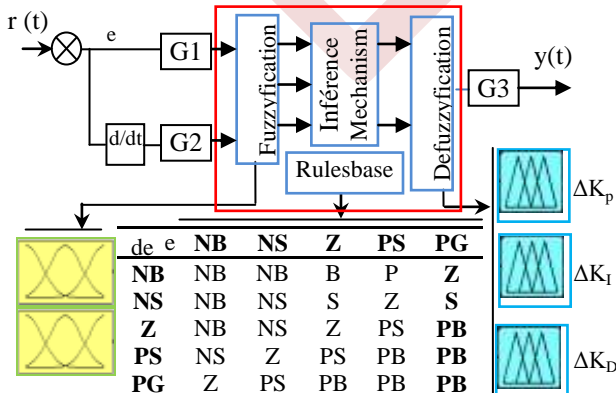 r (t)
e
G1
d/dt
G2
Fuzzyfication
Inférence
Mechanism
Rulesbase
Defuzzyfication
G3
y(t)
ΔKp
ΔKI
ΔKD
de e NB NS Z PS PG
NB NB NB B P Z
NS NB NS S Z S
Z NB NS Z PS PB
PS NS Z PS PB PB
PG Z PS PB PB PB